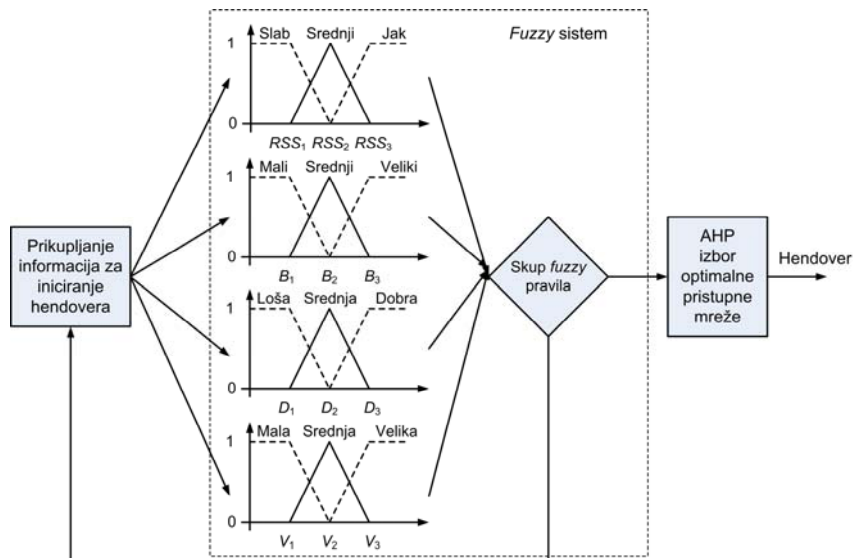 Fuzzy sistem
Slab Srednji Jak
1
0
RSS₁ RSS₂ RSS₃
Mali Srednji Veliki
1
0
B₁ B₂ B₃
Loša Srednja Dobra
1
0
D₁ D₂ D₃
Mala Srednja Velika
1
0
V₁ V₂ V₃
Prikupljanje
informacija za
iniciranje
hendovera
Skup fuzzy
pravila
AHP
izbor
optimalne
pristupne
mreže
Hendover